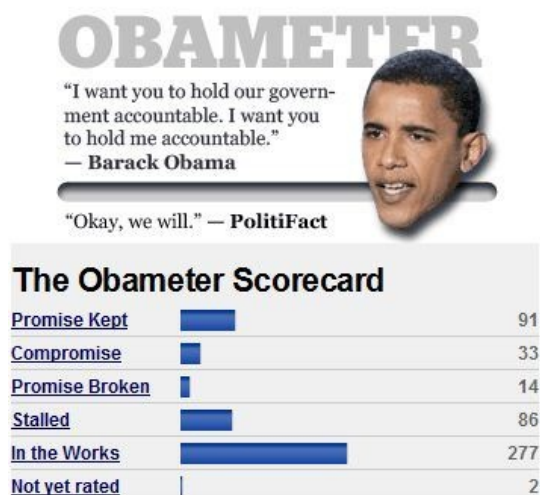 OBAMETER
“I want you to hold our govern-
ment accountable. I want you
to hold me accountable.”
— Barack Obama
“Okay, we will.” — PolitiFact
The Obameter Scorecard
Promise Kept 91
Compromise 33
Promise Broken 14
Stalled 86
In the Works 277
Not yet rated 2